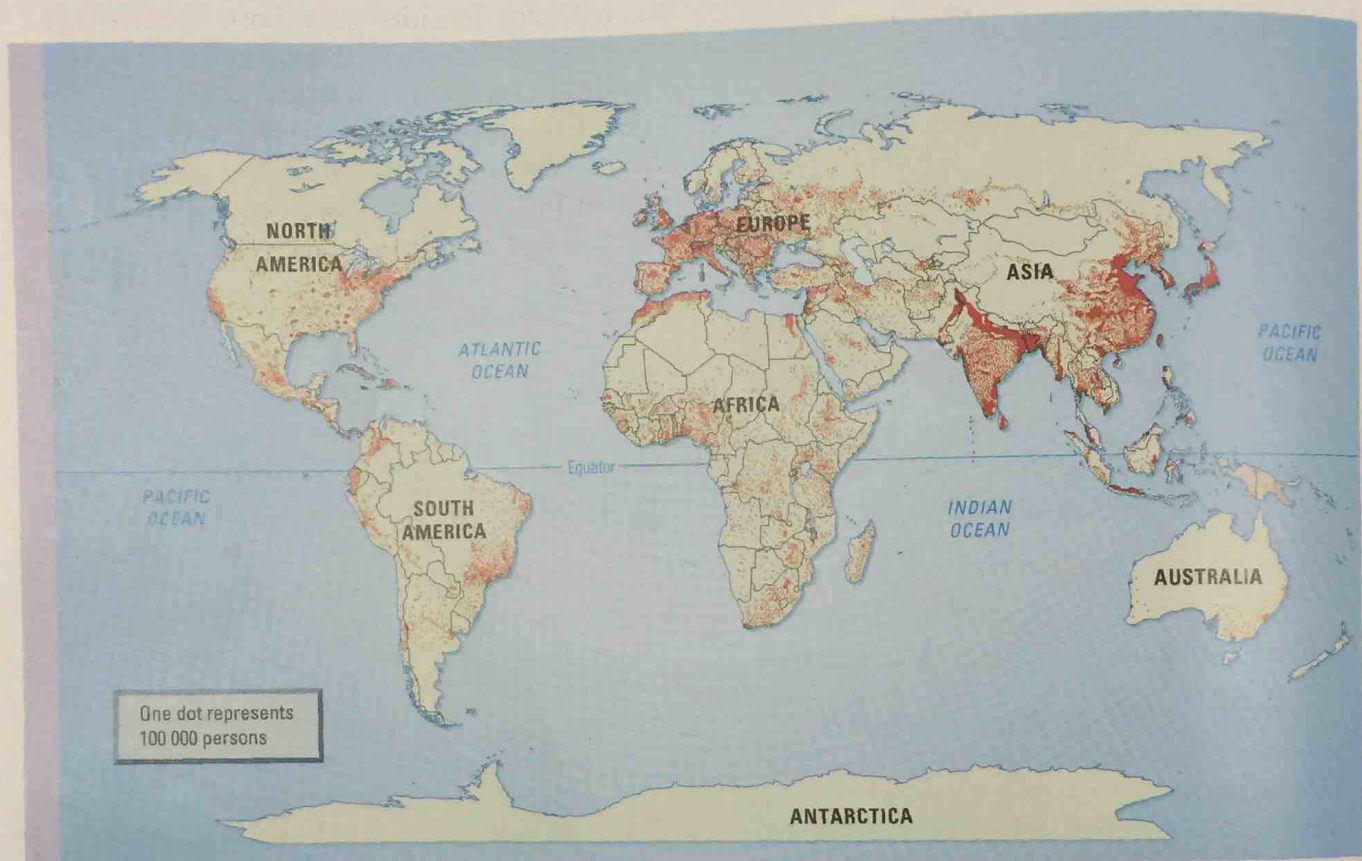 NORTH
AMERICA
EUROPE
ASIA
ATLANTIC
OCEAN
PACIFIC
OCEAN
AFRICA
Equator
PACIFIC
OCEAN
SOUTH
AMERICA
INDIAN
OCEAN
AUSTRALIA
One dot represents
100 000 persons
ANTARCTICA